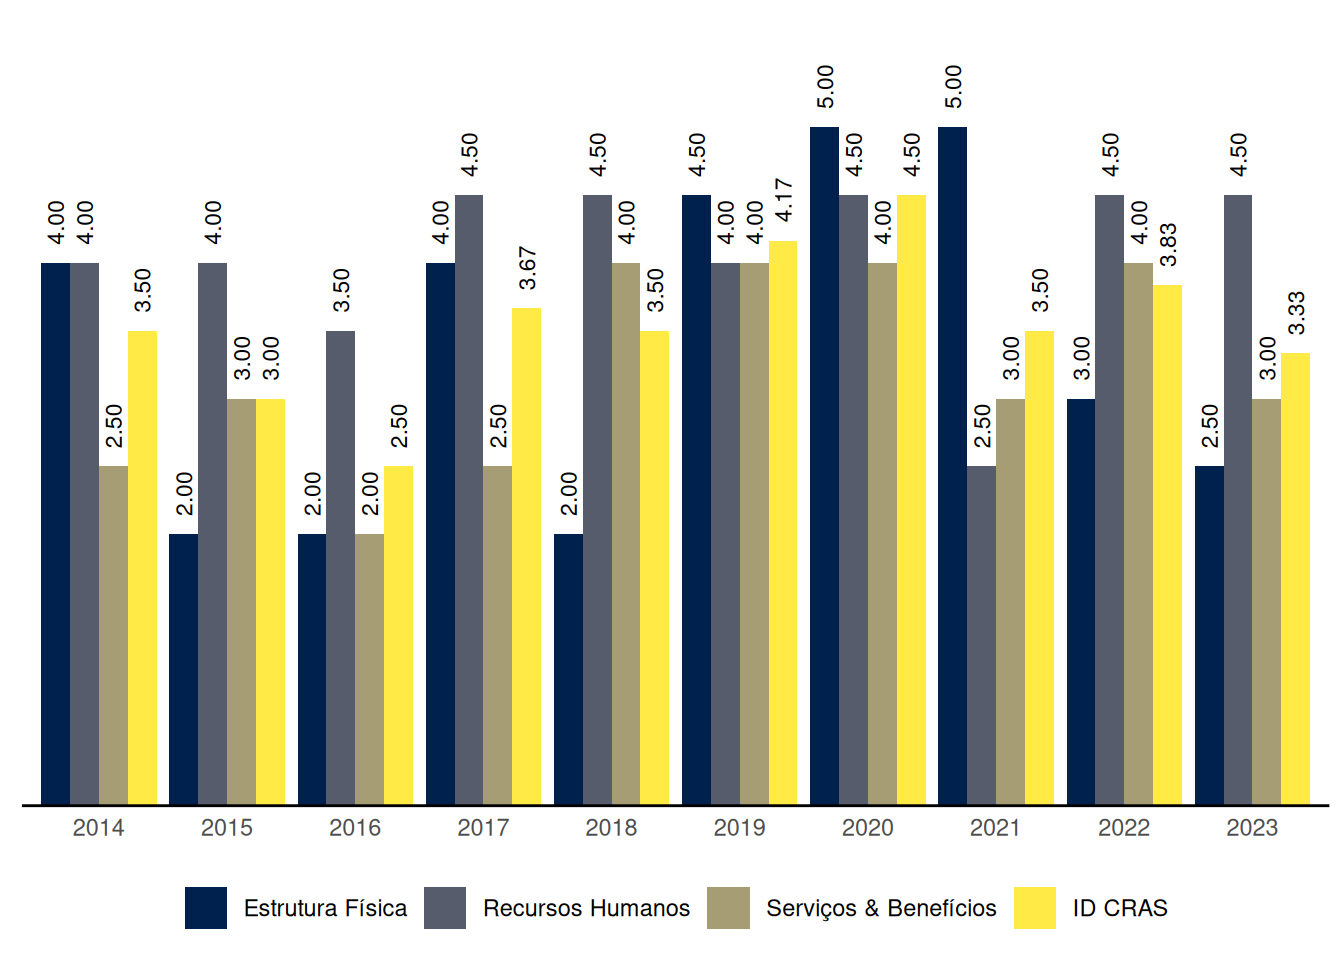 4.00 4.00 2.50 3.50
2.00 4.00 3.00 3.00
2.00 3.50 2.00 2.50
4.00 4.50 2.50 3.67
2.00 4.50 4.00 3.50
4.50 4.00 4.00 4.17
5.00 4.50 4.00 4.50
5.00 2.50 3.00 3.50
3.00 4.50 4.00 3.83
2.50 4.50 3.00 3.33
2014 2015 2016 2017 2018 2019 2020 2021 2022 2023
Estrutura Física Recursos Humanos Serviços & Benefícios ID CRAS